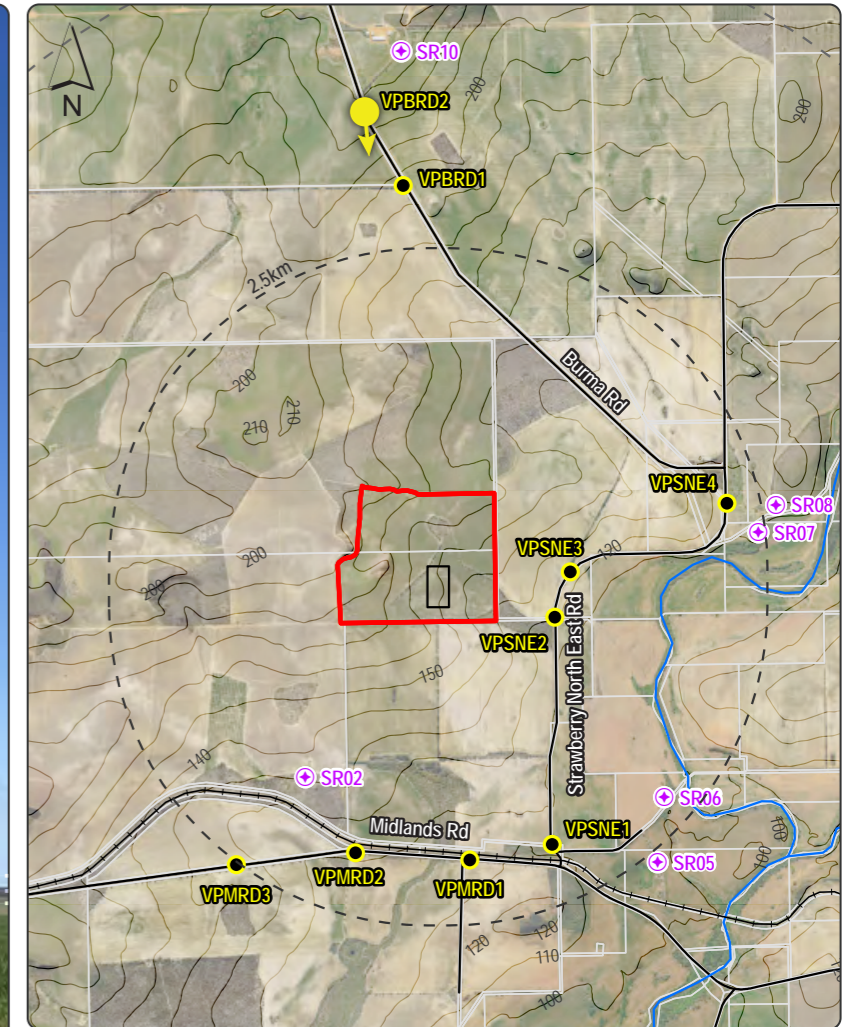 SR10
200
200
N
VPBRD2
VPBRD1
2.5km
Burma Rd
200
210
210
VPSNE4
SR08
SR07
VPSNE3
120
200
200
VPSNE2
Strawberry North East Rd
150
140
SR02
SR06
Midlands Rd
VPSNE1
100
100
SR05
VPMRD2
VPMRD1
VPMRD3
120
120
110
100